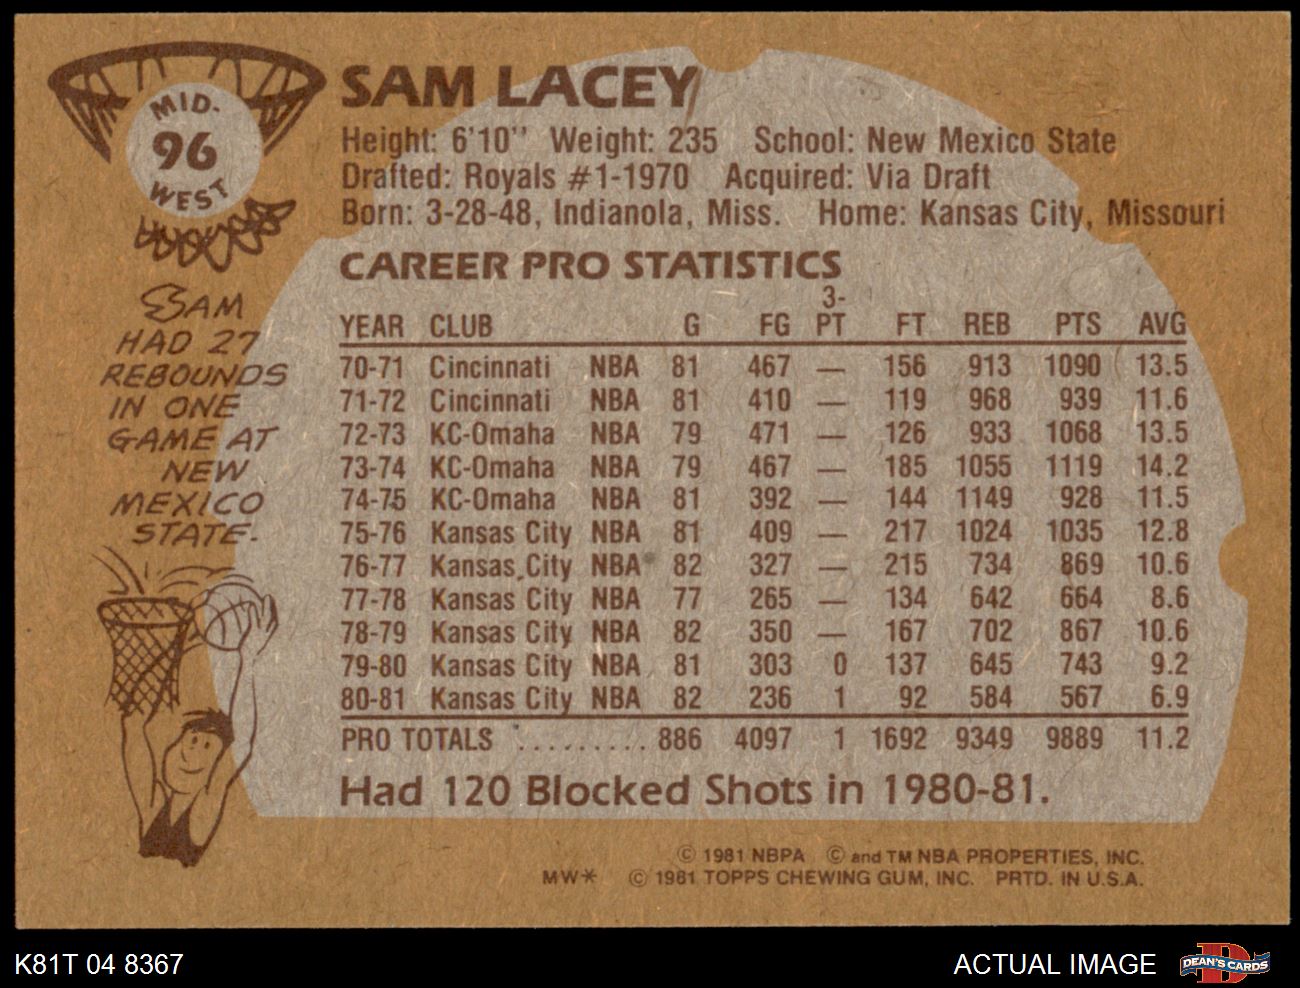 MID-
96
WEST
SAM LACEY
Height: 6'10'' Weight: 235 School: New Mexico State
Drafted: Royals #1-1970 Acquired: Via Draft
Born: 3-28-48, Indianola, Miss. Home: Kansas City, Missouri
SAM
HAD 27
REBOUNDS
IN ONE
GAME AT
NEW
MEXICO
STATE.
CAREER PRO STATISTICS
YEAR CLUB G FG 3-PT FT REB PTS AVG
70-71 Cincinnati NBA 81 467 — 156 913 1090 13.5
71-72 Cincinnati NBA 81 410 — 119 968 939 11.6
72-73 KC-Omaha NBA 79 471 — 126 933 1068 13.5
73-74 KC-Omaha NBA 79 467 — 185 1055 1119 14.2
74-75 KC-Omaha NBA 81 392 — 144 1149 928 11.5
75-76 Kansas City NBA 81 409 — 217 1024 1035 12.8
76-77 Kansas City NBA 82 327 — 215 734 869 10.6
77-78 Kansas City NBA 77 265 — 134 642 664 8.6
78-79 Kansas City NBA 82 350 — 167 702 867 10.6
79-80 Kansas City NBA 81 303 0 137 645 743 9.2
80-81 Kansas City NBA 82 236 1 92 584 567 6.9
PRO TOTALS .......... 886 4097 1 1692 9349 9889 11.2
Had 120 Blocked Shots in 1980-81.
© 1981 NBPA © and TM NBA PROPERTIES, INC.
MW* © 1981 TOPPS CHEWING GUM, INC. PRTD. IN U.S.A.
K81T 04 8367
ACTUAL IMAGE
D
DEAN'S CARDS